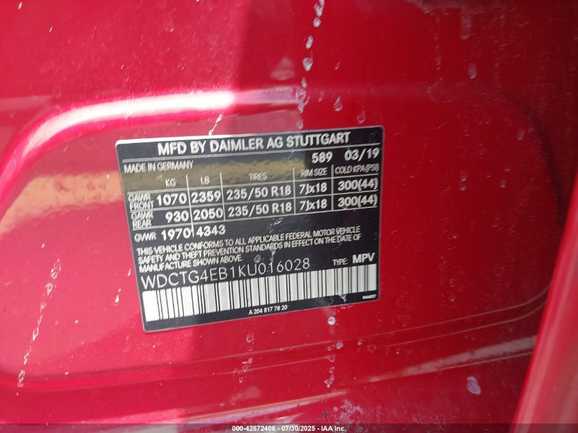 MFD BY DAIMLER AG STUTTGART
MADE IN GERMANY 589 03/19
KG LB TIRES RIM SIZE COLD KPA (PSI)
GAWR FRONT 1070 2359 235/50 R18 7Jx18 300(44)
GAWR REAR 930 2050 235/50 R18 7Jx18 300(44)
GVWR 1970 4343
THIS VEHICLE CONFORMS TO ALL APPLICABLE FEDERAL MOTOR VEHICLE
SAFETY, BUMPER, AND THEFT PREVENTION STANDARDS IN EFFECT ON THE
DATE OF MANUFACTURE SHOWN ABOVE.
WDCTG4EB1KU016028 TYPE: MPV
A 204 817 78 20
000-42572408 - 07/30/2025 - IAA Inc.